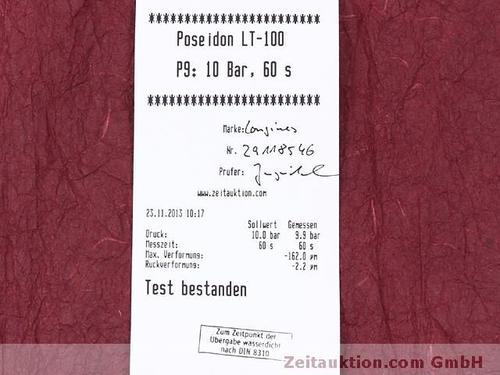 ********************
Poseidon LT-100
P9: 10 Bar, 60 s
********************
Marke: Longines
Nr. 29118546
Prüfer:
www.zeitauktion.com
23.11.2013 10:17
Sollwert Gemessen
Druck: 10.0 bar 9.9 bar
Messzeit: 60 s 60 s
Max. Verformung: -162.0 µm
Rückverformung: -2.2 µm
Test bestanden
Zum Zeitpunkt der
Übergabe wasserdicht
nach DIN 8310
Zeitauktion.com GmbH